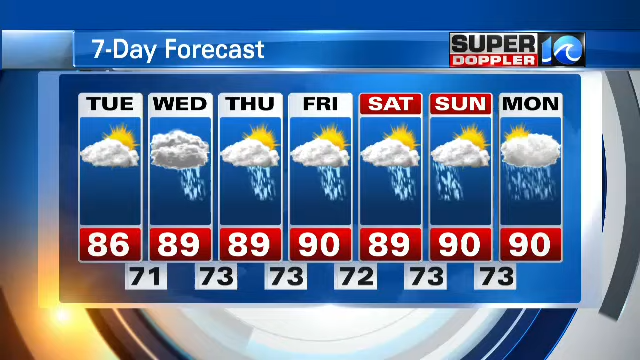 7-Day Forecast
SUPER
DOPPLER 10
TUE WED THU FRI SAT SUN MON
86 89 89 90 89 90 90
71 73 73 72 73 73